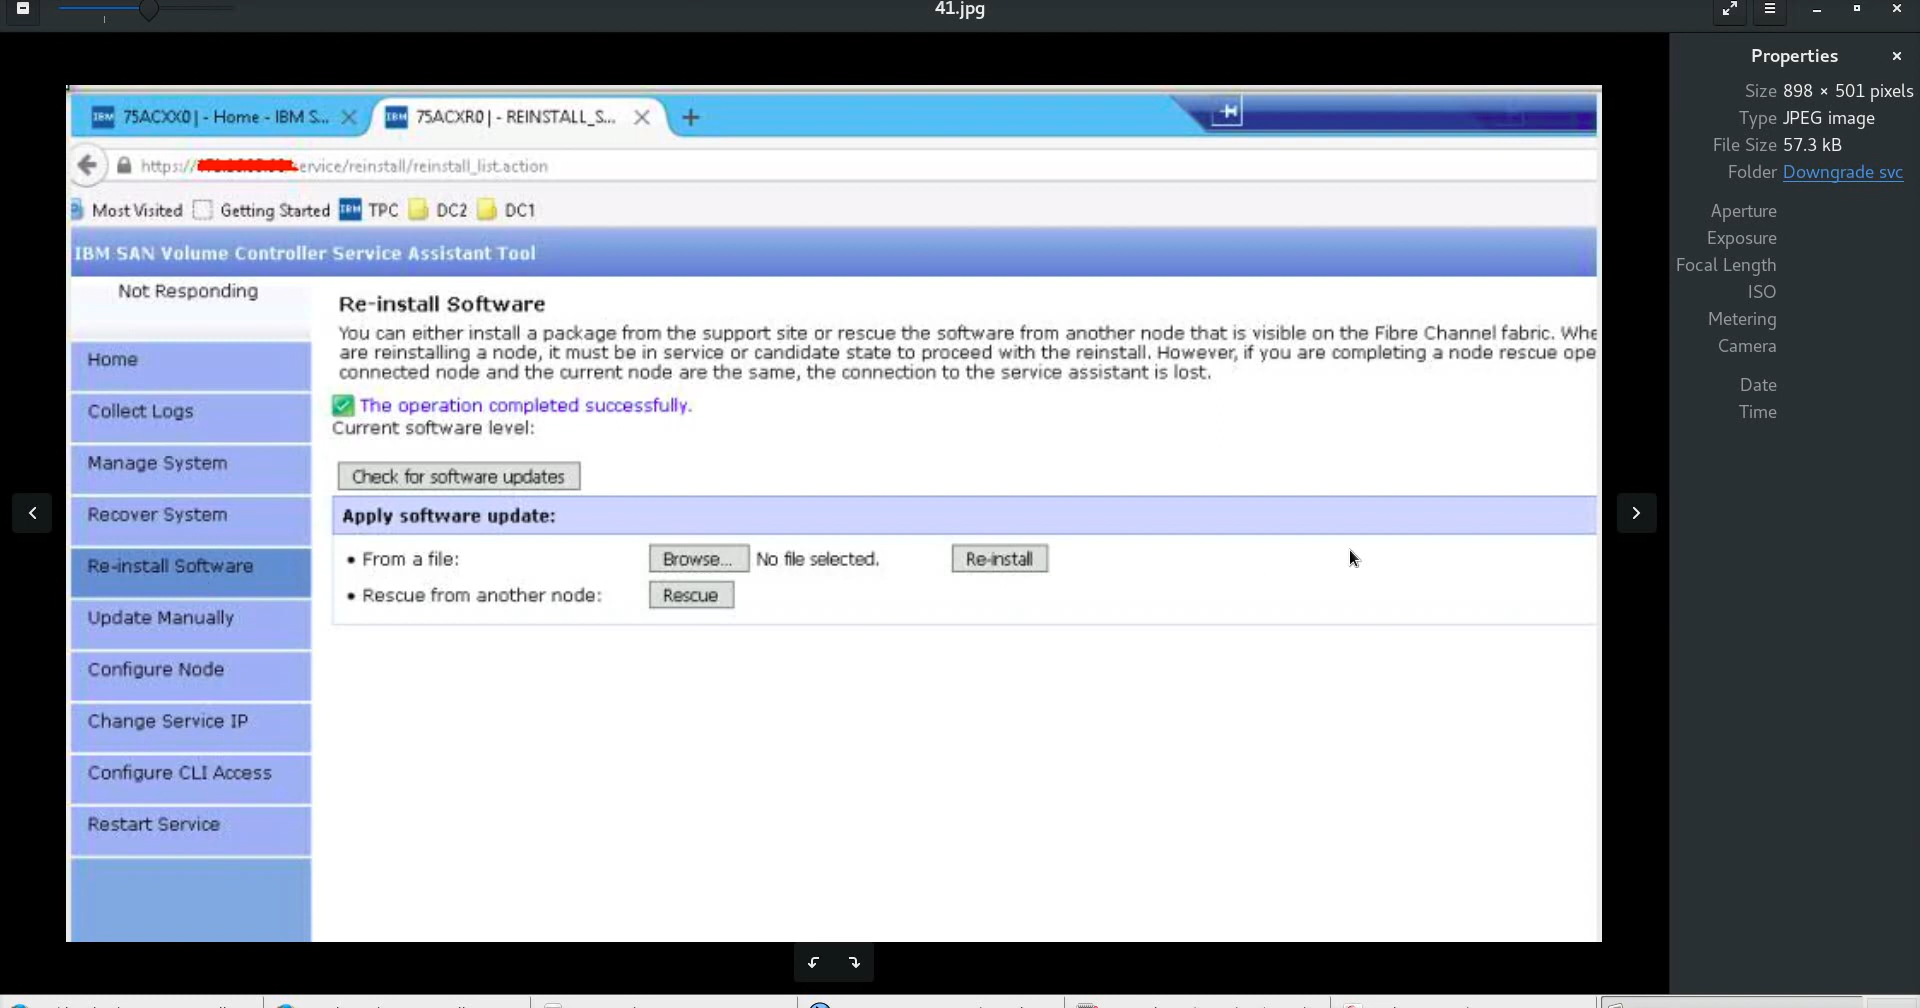 41.jpg
75ACXX0| - Home - IBM S...
75ACXR0| - REINSTALL_S...
https://
ervice/reinstall/reinstall_list.action
Most Visited Getting Started IBM TPC DC2 DC1
IBM SAN Volume Controller Service Assistant Tool
Not Responding
Home
Collect Logs
Manage System
Recover System
Re-install Software
Update Manually
Configure Node
Change Service IP
Configure CLI Access
Restart Service
Re-install Software
You can either install a package from the support site or rescue the software from another node that is visible on the Fibre Channel fabric. Whe
are reinstalling a node, it must be in service or candidate state to proceed with the reinstall. However, if you are completing a node rescue ope
connected node and the current node are the same, the connection to the service assistant is lost.
The operation completed successfully.
Current software level:
Check for software updates
Apply software update:
• From a file: Browse... No file selected. Re-install
• Rescue from another node: Rescue
Properties
Size 898 × 501 pixels
Type JPEG image
File Size 57.3 kB
Folder Downgrade svc
Aperture
Exposure
Focal Length
ISO
Metering
Camera
Date
Time